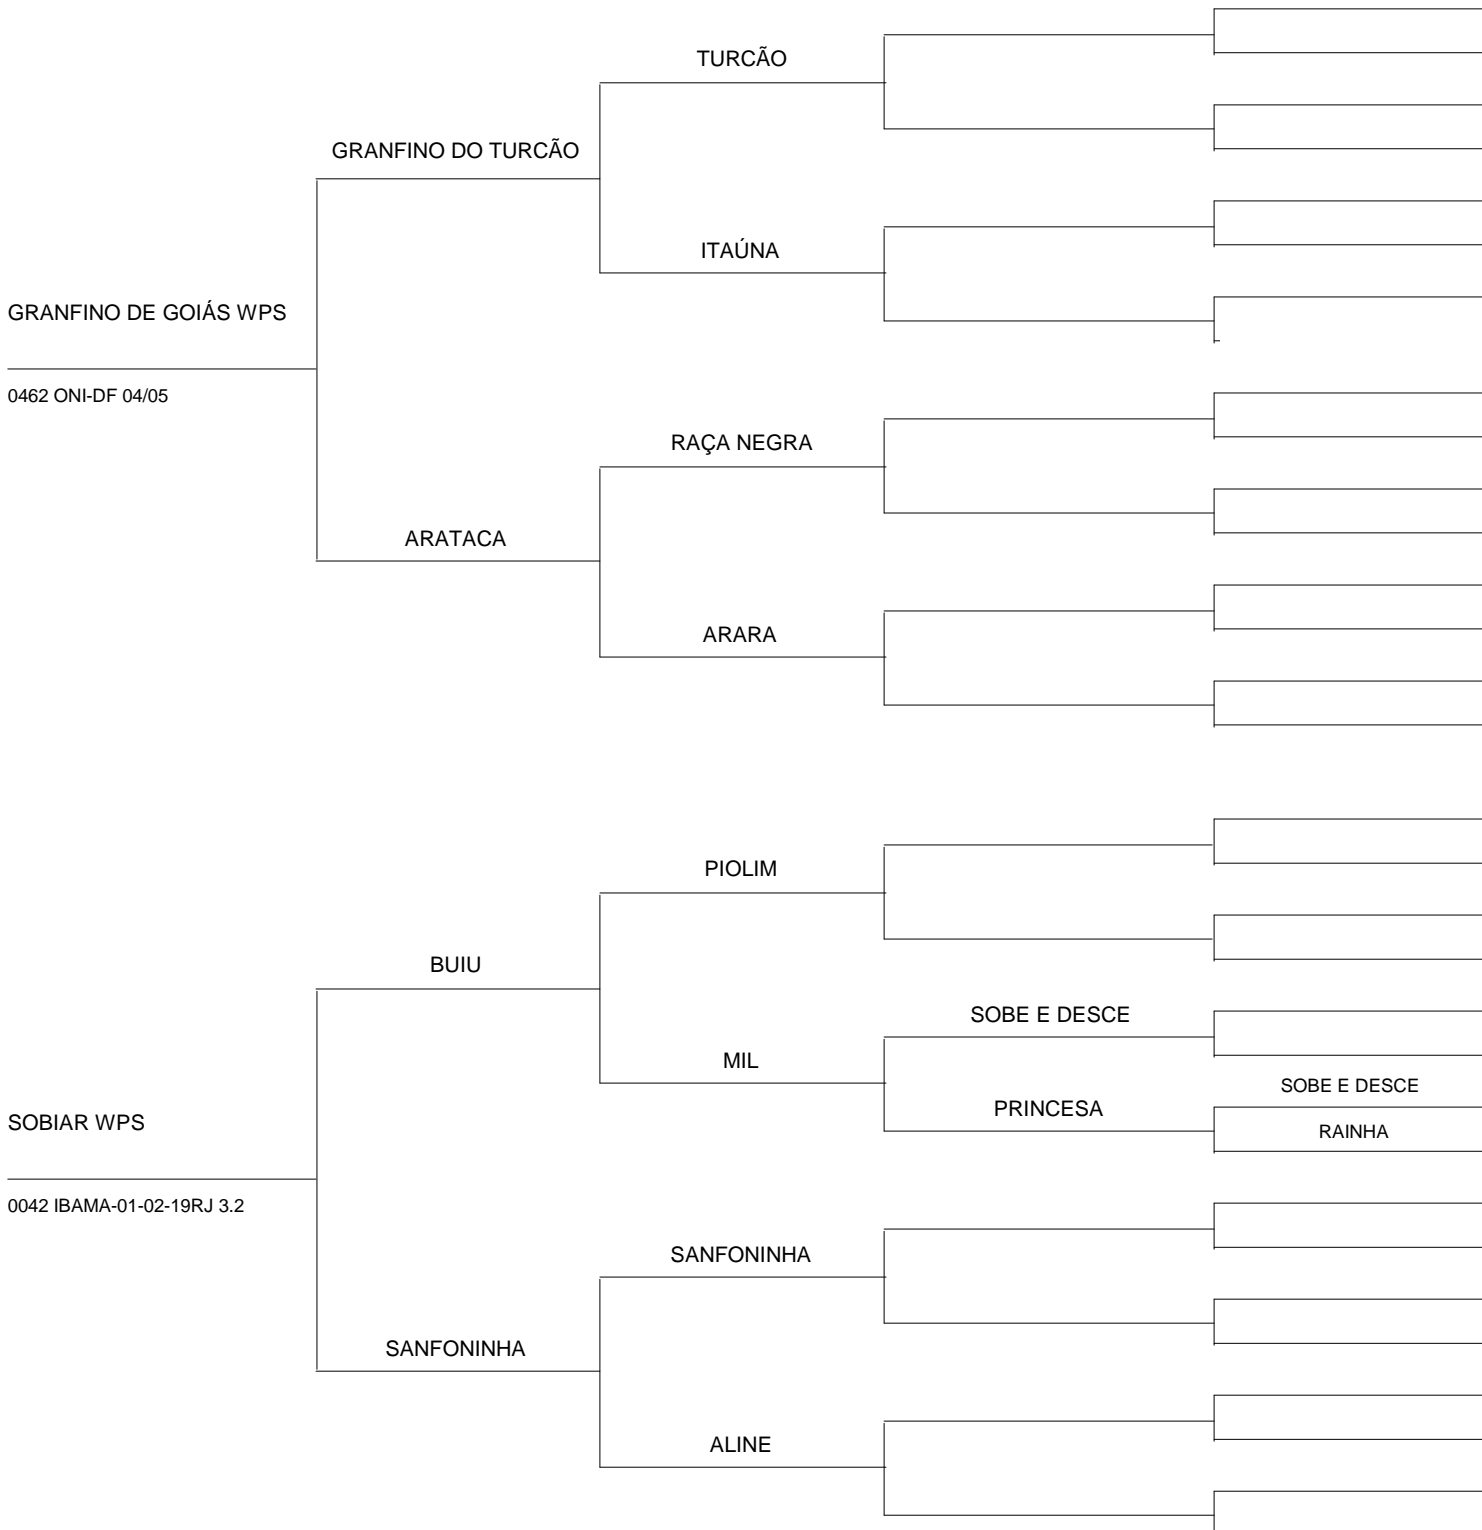 TURCÃO
GRANFINO DO TURCÃO
ITAÚNA
GRANFINO DE GOIÁS WPS
0462 ONI-DF 04/05
RAÇA NEGRA
ARATACA
ARARA
PIOLIM
BUIU
SOBE E DESCE
MIL
SOBE E DESCE
PRINCESA
SOBIAR WPS
RAINHA
0042 IBAMA-01-02-19RJ 3.2
SANFONINHA
SANFONINHA
ALINE